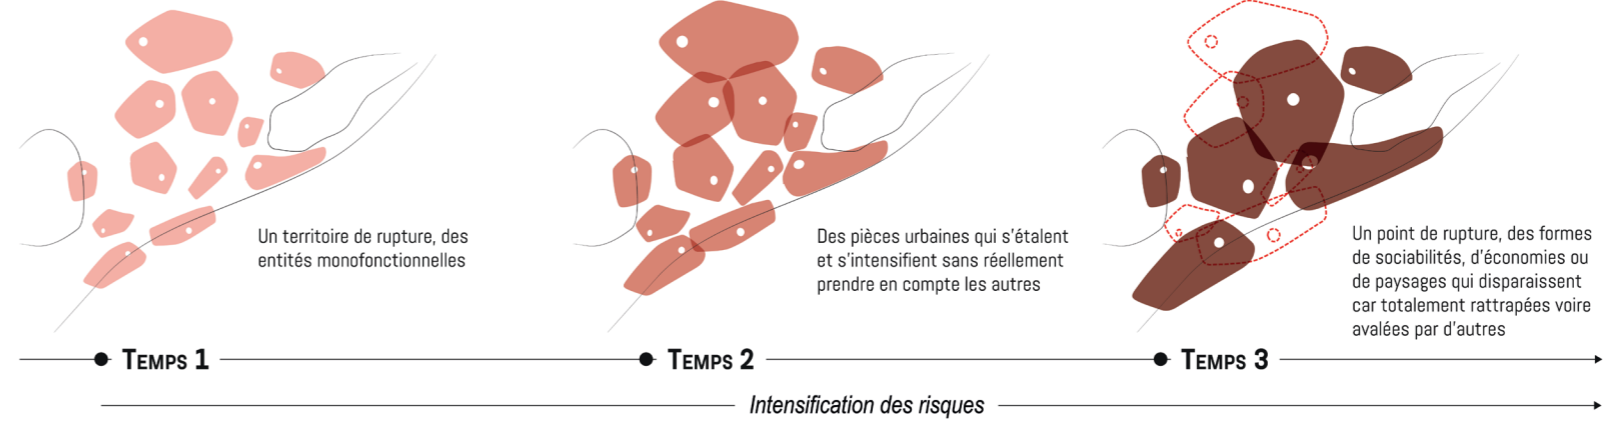 Un territoire de rupture, des
entités monofonctionnelles
Des pièces urbaines qui s'étalent
et s'intensifient sans réellement
prendre en compte les autres
Un point de rupture, des formes
de sociabilités, d'économies ou
de paysages qui disparaissent
car totalement rattrapées voire
avalées par d'autres
Temps 1
Temps 2
Temps 3
Intensification des risques